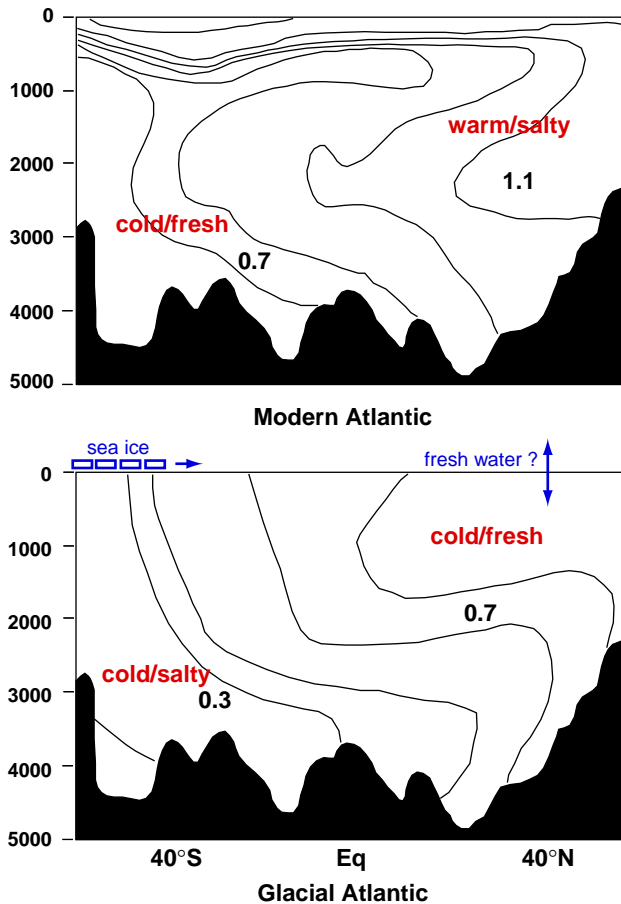 0
1000
warm/salty
2000
1.1
cold/fresh
3000
0.7
4000
5000
Modern Atlantic
sea ice
fresh water ?
0
cold/fresh
1000
0.7
2000
cold/salty
0.3
3000
4000
5000
40°S Eq 40°N
Glacial Atlantic